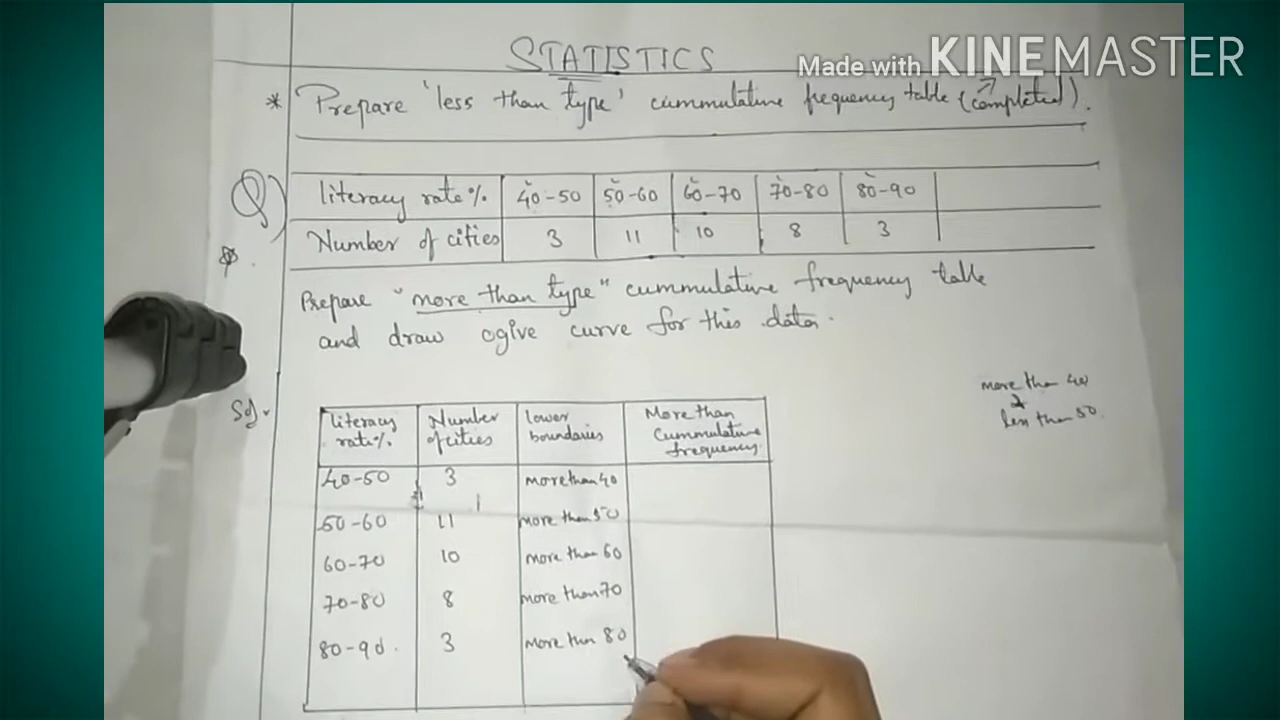 STATISTICS
Made with KINEMASTER
* Prepare 'less than type' cummulative frequency table (completed).
Q) literacy rate% 40-50 50-60 60-70 70-80 80-90
Number of cities 3 11 10 8 3
Prepare "more than type" cummulative frequency table
and draw ogive curve for this data.
more than 40
&
less than 50.
Sol.
literacy rate% Number of cities lower boundaries More than Cummulative frequency
40-50 3 more than 40
50-60 11 more than 50
60-70 10 more than 60
70-80 8 more than 70
80-90. 3 more than 80